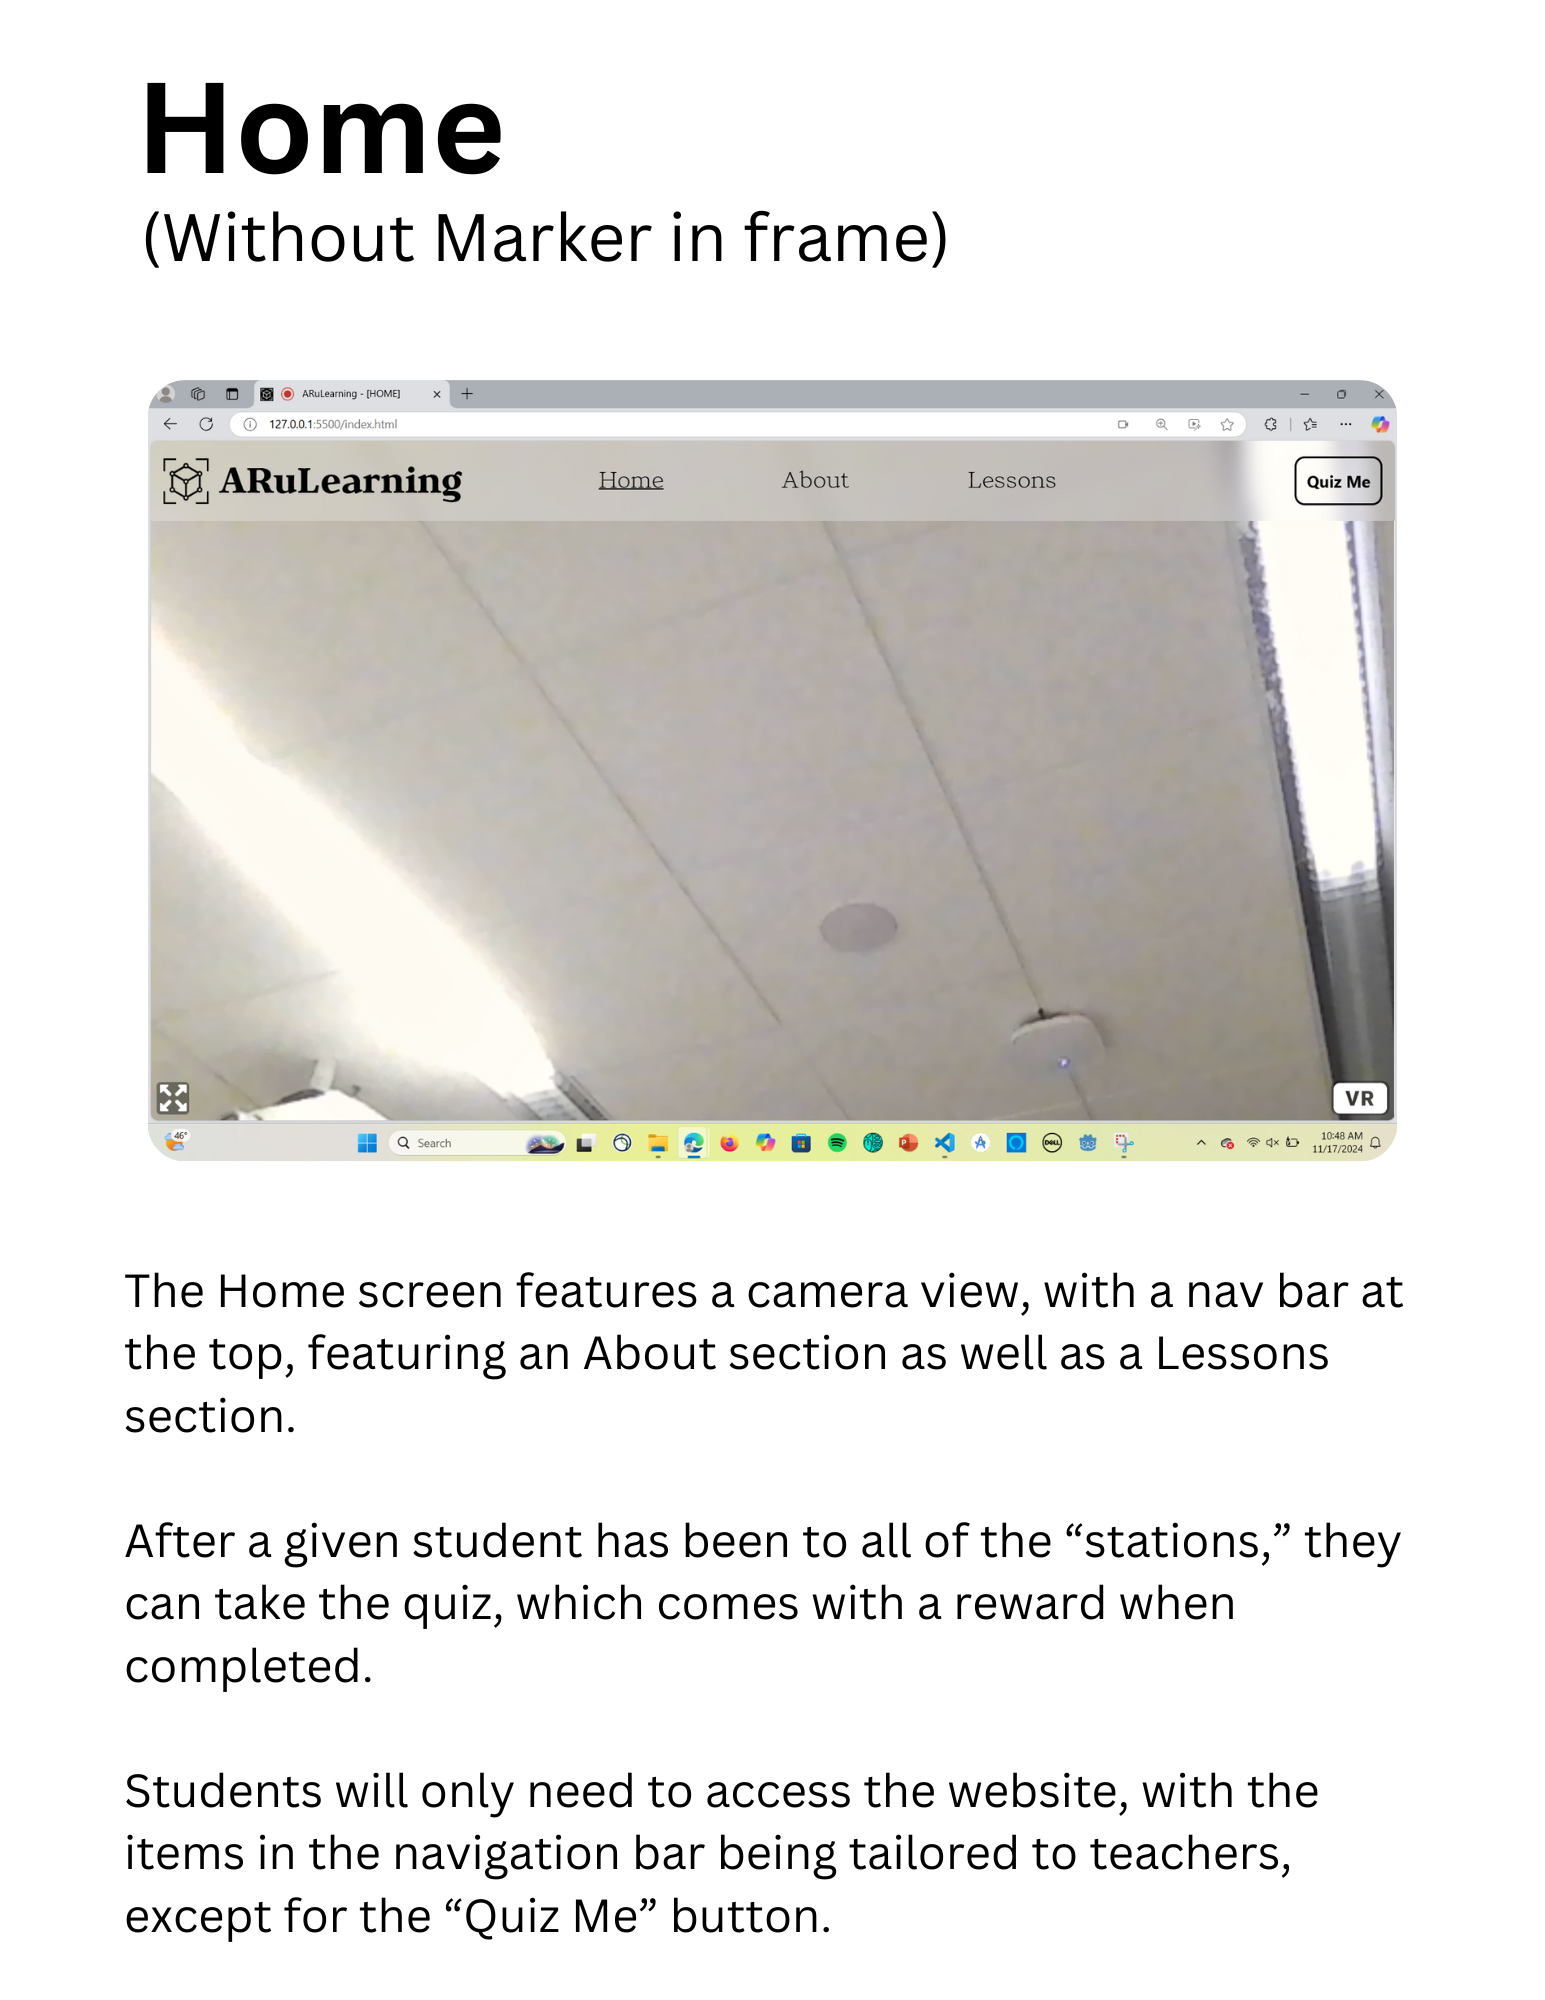 Home
(Without Marker in frame)
ARuLearning - [HOME]
127.0.0.1:5500/index.html
ARuLearning
Home
About
Lessons
Quiz Me
VR
46°
Search
DELL
10:48 AM
11/17/2024
The Home screen features a camera view, with a nav bar at
the top, featuring an About section as well as a Lessons
section.
After a given student has been to all of the “stations,” they
can take the quiz, which comes with a reward when
completed.
Students will only need to access the website, with the
items in the navigation bar being tailored to teachers,
except for the “Quiz Me” button.